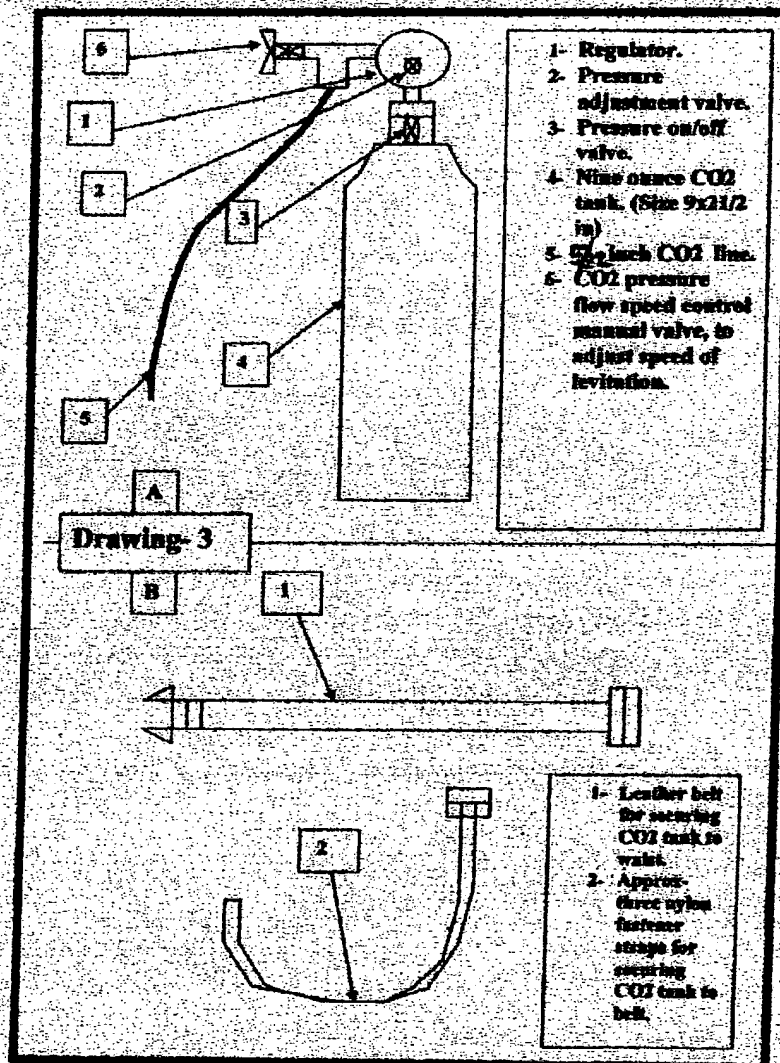 6
1
2
3
4
5
1- Regulator.
2- Pressure
adjustment valve.
3- Pressure on/off
valve.
4- Nine ounce CO2
tank. (Size 9x21/2
in)
5- inch CO2 line.
6- CO2 pressure
flow speed control
manual valve, to
adjust speed of
levitation.
A
Drawing- 3
B
1
2
1- Leather belt
for securing
CO2 tank to
waist.
2- Approx-
three nylon
fastener
straps for
securing
CO2 tank to
belt.